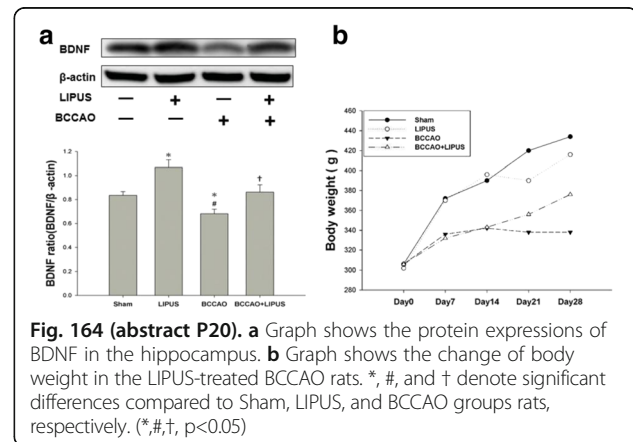 a
BDNF
β-actin
LIPUS — + — +
BCCAO — — + +
BDNF ratio(BDNF/β -actin)
1.2
1.0
0.8
0.6
0.4
0.2
0.0
*
*
#
†
Sham LIPUS BCCAO BCCAO+LIPUS
b
Body weight ( g )
460
440
420
400
380
360
340
320
300
280
Sham
LIPUS
BCCAO
BCCAO+LIPUS
Day0 Day7 Day14 Day21 Day28
Fig. 164 (abstract P20). a Graph shows the protein expressions of
BDNF in the hippocampus. b Graph shows the change of body
weight in the LIPUS-treated BCCAO rats. *, #, and † denote significant
differences compared to Sham, LIPUS, and BCCAO groups rats,
respectively. (*,#,†, p<0.05)